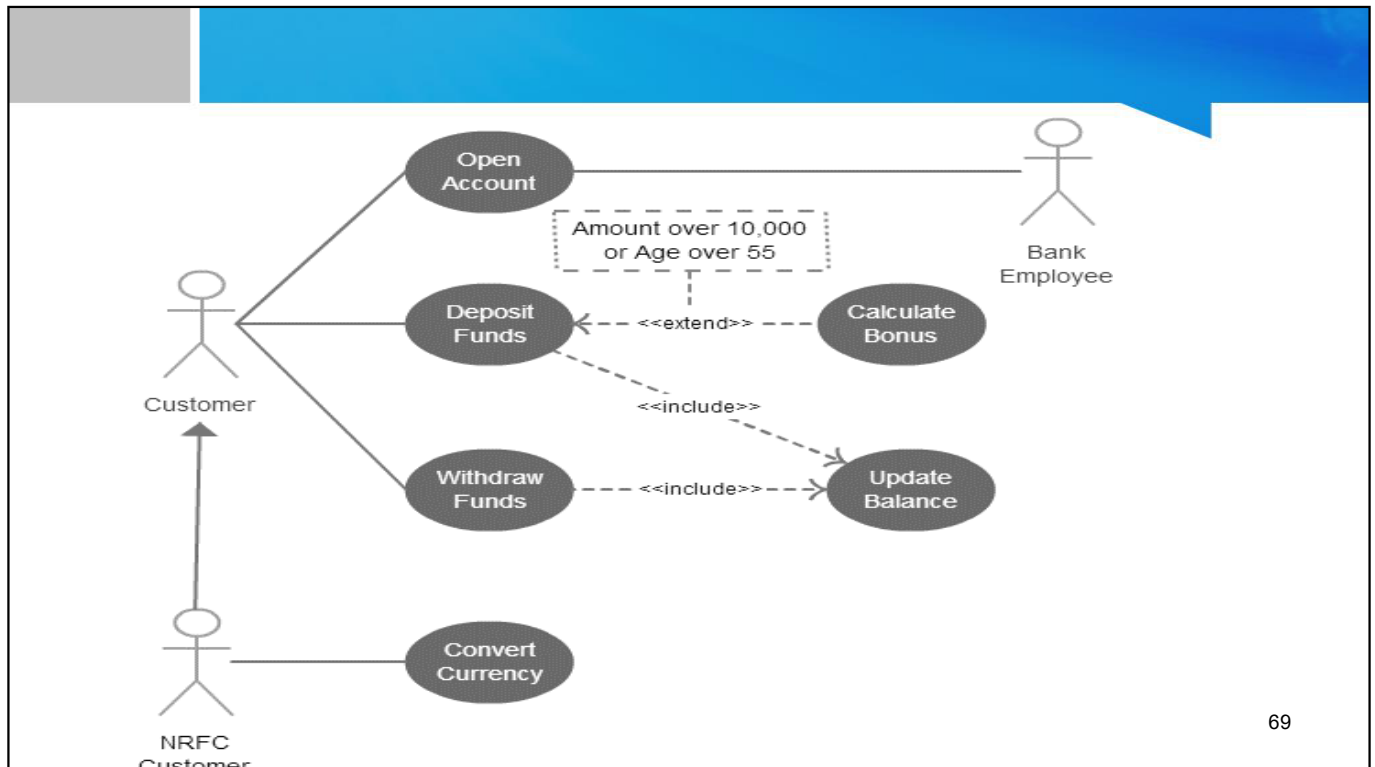 Open
Account
Amount over 10,000
or Age over 55
Bank
Employee
Deposit
Funds
<<extend>>
Calculate
Bonus
Customer
<<include>>
Withdraw
Funds
<<include>>
Update
Balance
Convert
Currency
69
NRFC
Customer